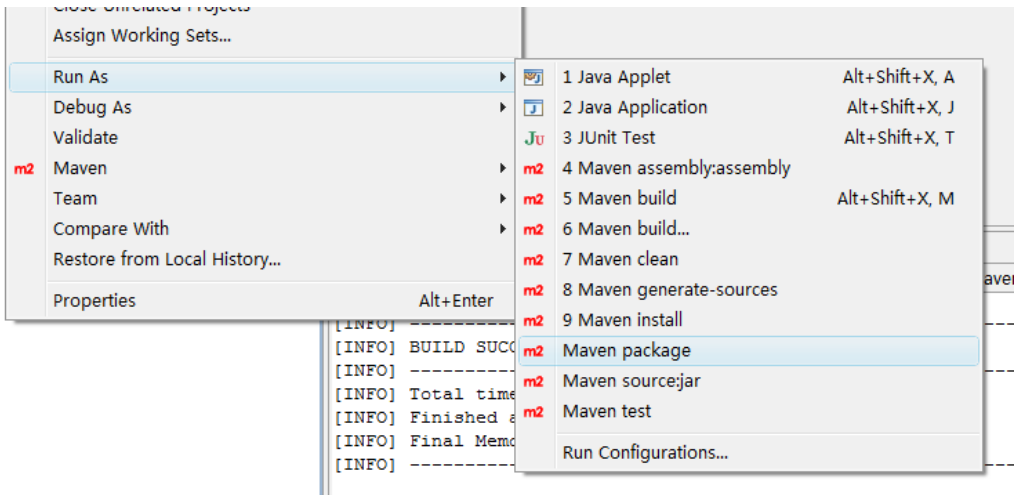 Close Unrelated Projects
Assign Working Sets...
Run As
Debug As
Validate
m2 Maven
Team
Compare With
Restore from Local History...
Properties Alt+Enter
1 Java Applet Alt+Shift+X, A
2 Java Application Alt+Shift+X, J
Ju 3 JUnit Test Alt+Shift+X, T
m2 4 Maven assembly:assembly
m2 5 Maven build Alt+Shift+X, M
m2 6 Maven build...
m2 7 Maven clean
m2 8 Maven generate-sources
m2 9 Maven install
m2 Maven package
m2 Maven source:jar
m2 Maven test
Run Configurations...
aven
[INFO] ----------
[INFO] BUILD SUCC
[INFO] ----------
[INFO] Total time
[INFO] Finished a
[INFO] Final Memo
[INFO] ----------